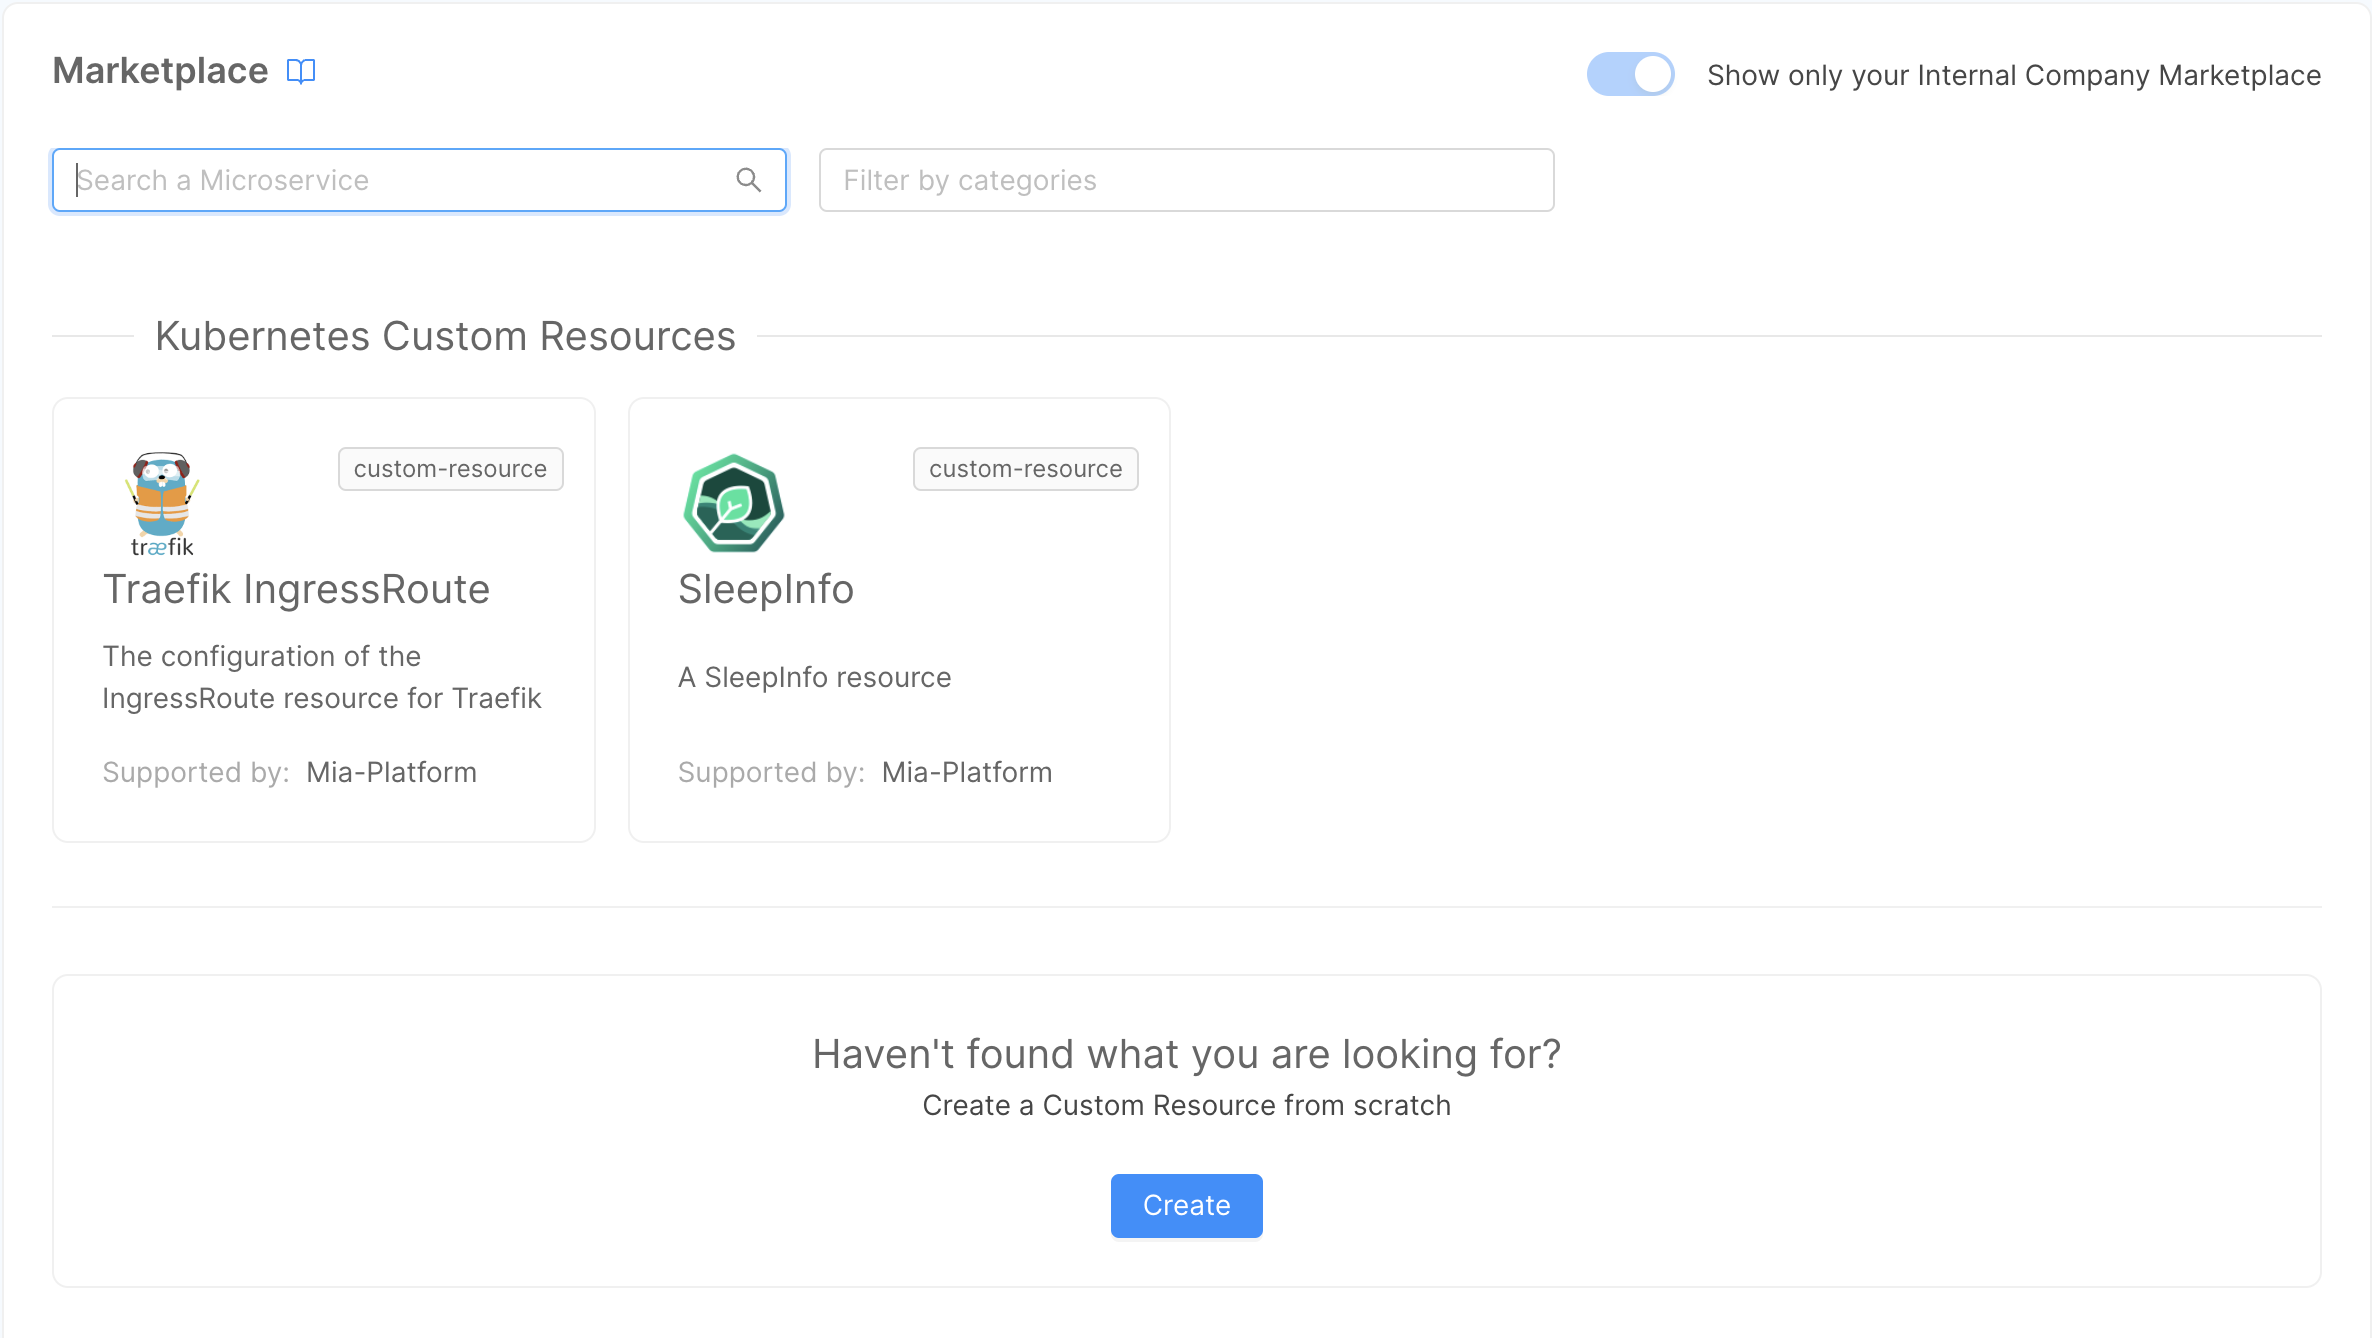 Marketplace
Show only your Internal Company Marketplace
Search a Microservice
Filter by categories
Kubernetes Custom Resources
custom-resource
træfik
Traefik IngressRoute
The configuration of the
IngressRoute resource for Traefik
Supported by: Mia-Platform
custom-resource
SleepInfo
A SleepInfo resource
Supported by: Mia-Platform
Haven't found what you are looking for?
Create a Custom Resource from scratch
Create